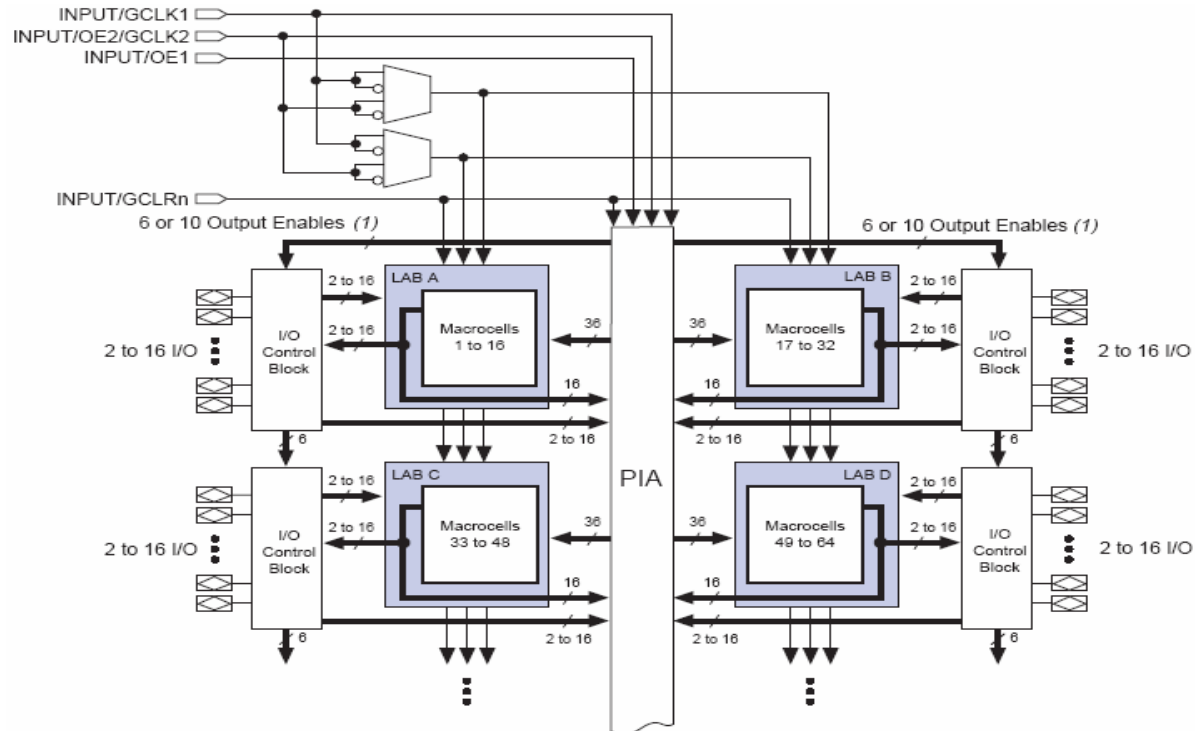 INPUT/GCLK1
INPUT/OE2/GCLK2
INPUT/OE1
INPUT/GCLRn
6 or 10 Output Enables (1)
6 or 10 Output Enables (1)
LAB A
LAB B
2 to 16
2 to 16
I/O
Control
Block
2 to 16
Macrocells
1 to 16
36
36
Macrocells
17 to 32
2 to 16
I/O
Control
Block
2 to 16 I/O
2 to 16 I/O
16
16
2 to 16
2 to 16
6
6
PIA
LAB C
LAB D
2 to 16
2 to 16
I/O
Control
Block
2 to 16
Macrocells
33 to 48
36
36
Macrocells
49 to 64
2 to 16
I/O
Control
Block
2 to 16 I/O
2 to 16 I/O
16
16
2 to 16
2 to 16
6
6